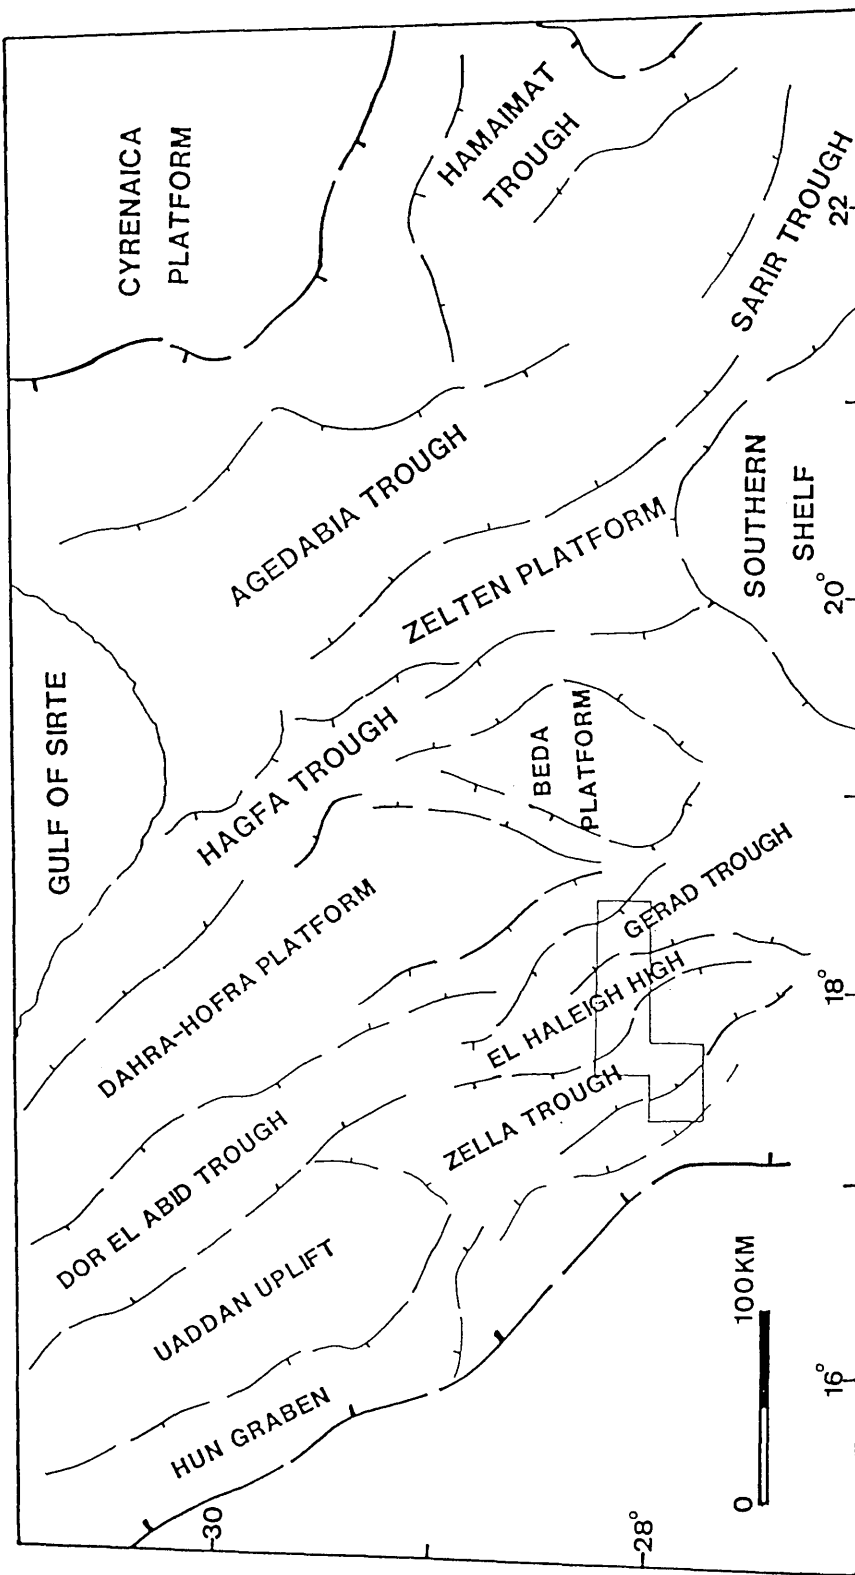 CYRENAICA
PLATFORM
HAMAIMAT
TROUGH
SARIR TROUGH
22
AGEDABIA TROUGH
ZELTEN PLATFORM
SOUTHERN
SHELF
20°
GULF OF SIRTE
HAGFA TROUGH
BEDA
PLATFORM
GERAD TROUGH
DAHRA-HOFRA PLATFORM
EL HALEIGH HIGH
18°
ZELLA TROUGH
DOR EL ABID TROUGH
UADDAN UPLIFT
HUN GRABEN
0 100KM
16°
30
28°